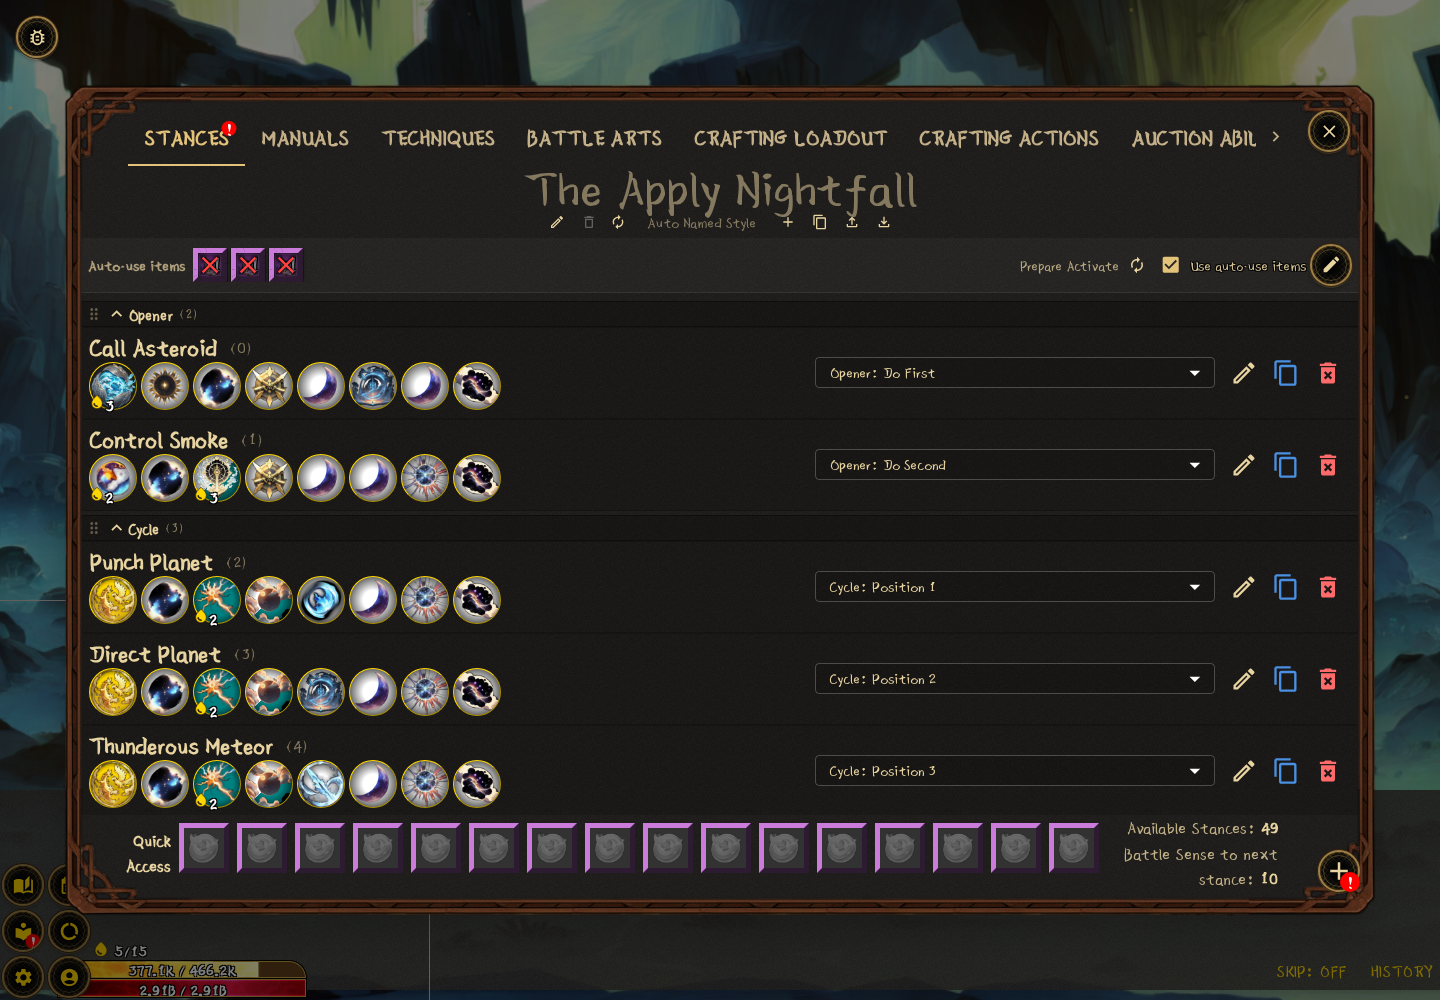 STANCES MANUALS TECHNIQUES BATTLE ARTS CRAFTING LOADOUT CRAFTING ACTIONS AUCTION ABIL
The Apply Nightfall
Auto Named Style
Auto-use items Prepare Activate Use auto-use items
Opener (2)
Call Asteroid (0)
Opener: Do First
3
Control Smoke (1)
Opener: Do Second
2 3
Cycle (3)
Punch Planet (2)
Cycle: Position 1
2
Direct Planet (3)
Cycle: Position 2
2
Thunderous Meteor (4)
Cycle: Position 3
2
Quick
Access
Available Stances: 49
Battle Sense to next
stance: 10
5/15
377.1K / 466.2K
2.91B / 2.91B
SKIP: OFF HISTORY